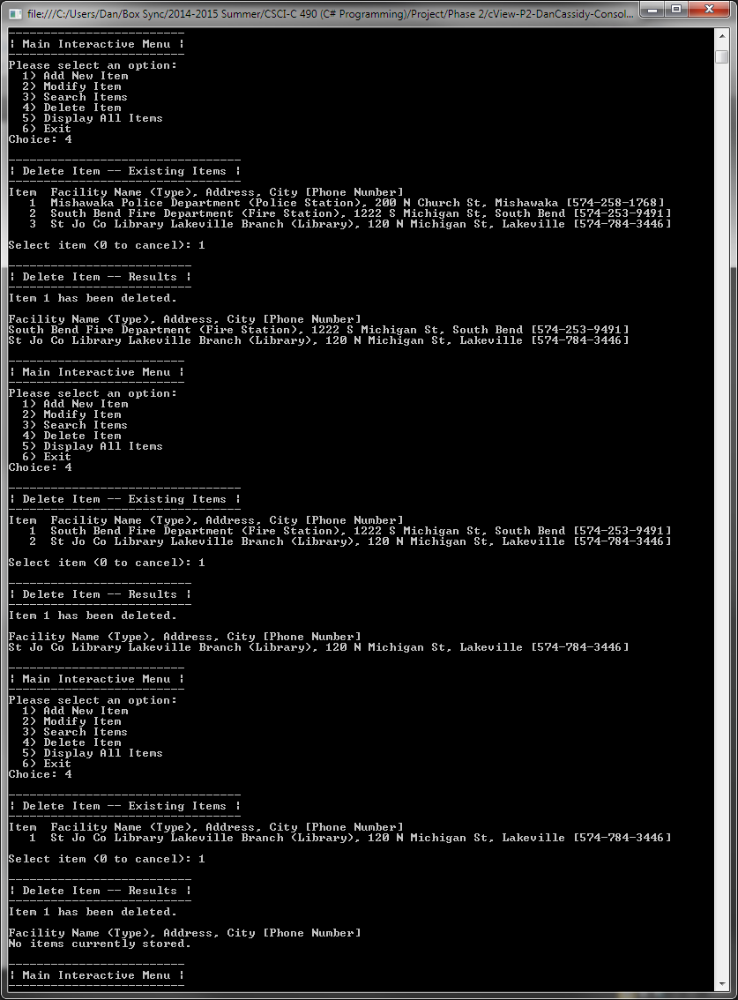 file:///C:/Users/Dan/Box Sync/2014-2015 Summer/CSCI-C 490 (C# Programming)/Project/Phase 2/cView-P2-DanCassidy-Consol...
-------------------------
¦ Main Interactive Menu ¦
-------------------------
Please select an option:
  1) Add New Item
  2) Modify Item
  3) Search Items
  4) Delete Item
  5) Display All Items
  6) Exit
Choice: 4
---------------------------------
¦ Delete Item -- Existing Items ¦
---------------------------------
Item  Facility Name (Type), Address, City [Phone Number]
   1  Mishawaka Police Department (Police Station), 200 N Church St, Mishawaka [574-258-1768]
   2  South Bend Fire Department (Fire Station), 1222 S Michigan St, South Bend [574-253-9491]
   3  St Jo Co Library Lakeville Branch (Library), 120 N Michigan St, Lakeville [574-784-3446]
Select item (0 to cancel): 1
--------------------------
¦ Delete Item -- Results ¦
--------------------------
Item 1 has been deleted.
Facility Name (Type), Address, City [Phone Number]
South Bend Fire Department (Fire Station), 1222 S Michigan St, South Bend [574-253-9491]
St Jo Co Library Lakeville Branch (Library), 120 N Michigan St, Lakeville [574-784-3446]
-------------------------
¦ Main Interactive Menu ¦
-------------------------
Please select an option:
  1) Add New Item
  2) Modify Item
  3) Search Items
  4) Delete Item
  5) Display All Items
  6) Exit
Choice: 4
---------------------------------
¦ Delete Item -- Existing Items ¦
---------------------------------
Item  Facility Name (Type), Address, City [Phone Number]
   1  South Bend Fire Department (Fire Station), 1222 S Michigan St, South Bend [574-253-9491]
   2  St Jo Co Library Lakeville Branch (Library), 120 N Michigan St, Lakeville [574-784-3446]
Select item (0 to cancel): 1
--------------------------
¦ Delete Item -- Results ¦
--------------------------
Item 1 has been deleted.
Facility Name (Type), Address, City [Phone Number]
St Jo Co Library Lakeville Branch (Library), 120 N Michigan St, Lakeville [574-784-3446]
-------------------------
¦ Main Interactive Menu ¦
-------------------------
Please select an option:
  1) Add New Item
  2) Modify Item
  3) Search Items
  4) Delete Item
  5) Display All Items
  6) Exit
Choice: 4
---------------------------------
¦ Delete Item -- Existing Items ¦
---------------------------------
Item  Facility Name (Type), Address, City [Phone Number]
   1  St Jo Co Library Lakeville Branch (Library), 120 N Michigan St, Lakeville [574-784-3446]
Select item (0 to cancel): 1
--------------------------
¦ Delete Item -- Results ¦
--------------------------
Item 1 has been deleted.
Facility Name (Type), Address, City [Phone Number]
No items currently stored.
-------------------------
¦ Main Interactive Menu ¦
-------------------------